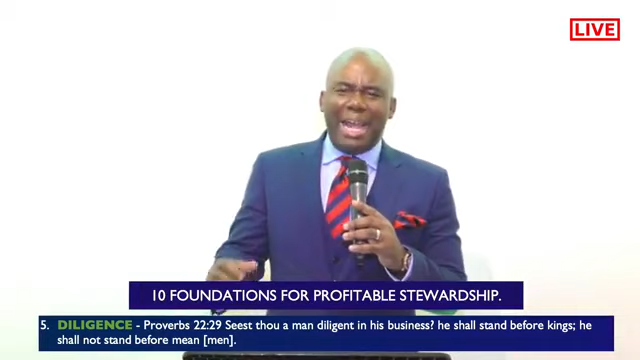 LIVE
10 FOUNDATIONS FOR PROFITABLE STEWARDSHIP.
5. DILIGENCE - Proverbs 22:29 Seest thou a man diligent in his business? he shall stand before kings; he
shall not stand before mean [men].